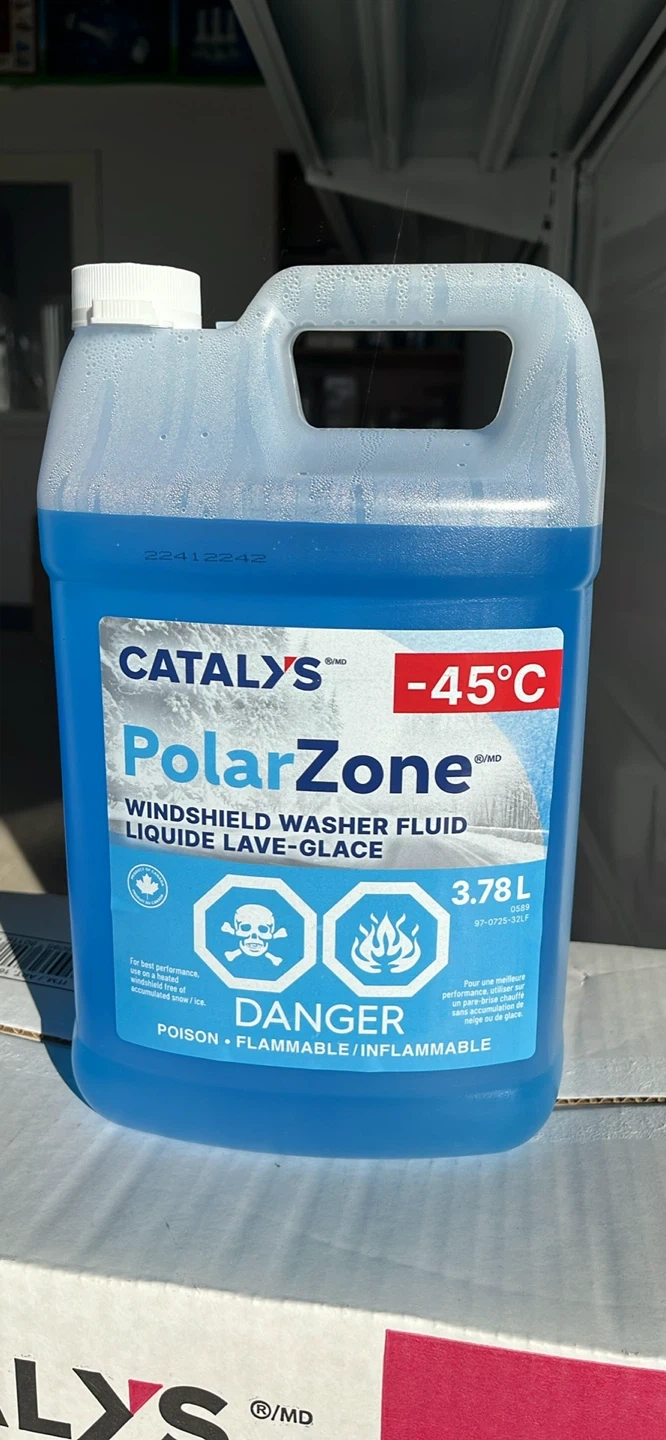 22412242
CATALYS ®/MD
-45°C
PolarZone ®/MD
WINDSHIELD WASHER FLUID
LIQUIDE LAVE-GLACE
3.78 L
0589
97-0725-32LF
For best performance,
use on a heated
windshield free of
accumulated snow / ice.
Pour une meilleure
performance, utiliser sur
un pare-brise chauffé
sans accumulation de
neige ou de glace.
DANGER
POISON • FLAMMABLE/INFLAMMABLE
ALYS ®/MD